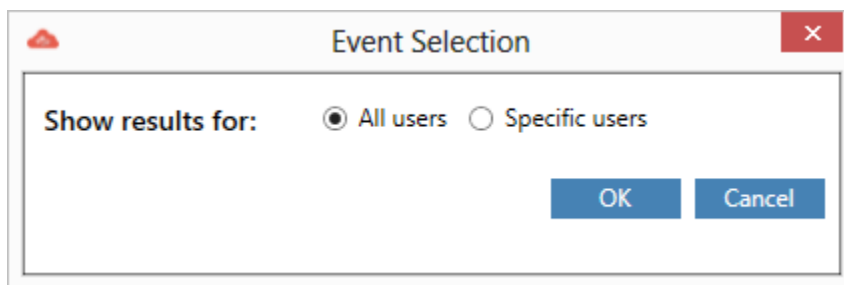 Event Selection
Show results for: All users Specific users
OK Cancel